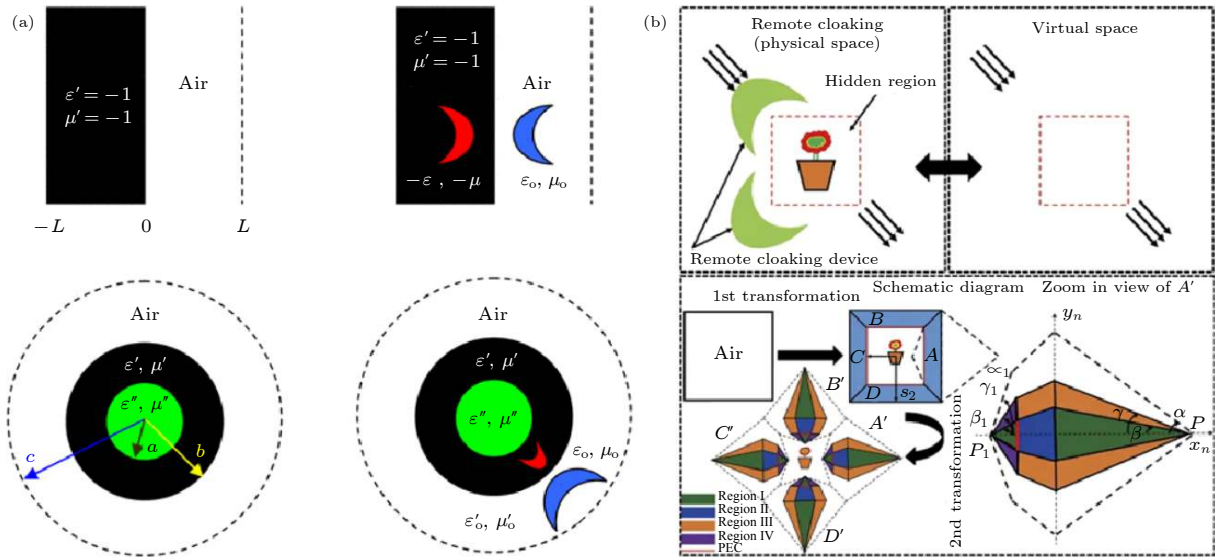 (a)
ε′ = −1
μ′ = −1
Air
−L 0 L
ε′ = −1
μ′ = −1
Air
−ε , −μ
εo, μo
Air
ε′, μ′
ε″, μ″
a
b
c
Air
ε′, μ′
ε″, μ″
εo, μo
ε′o, μ′o
(b)
Remote cloaking
(physical space)
Hidden region
Remote cloaking device
Virtual space
1st transformation
Schematic diagram
Zoom in view of A′
Air
B
C
A
D
s2
B′
A′
C″
D′
2nd transformation
Region I
Region II
Region III
Region IV
PEC
yn
∝1
γ1
β1
P1
γ
β
α
P
xn